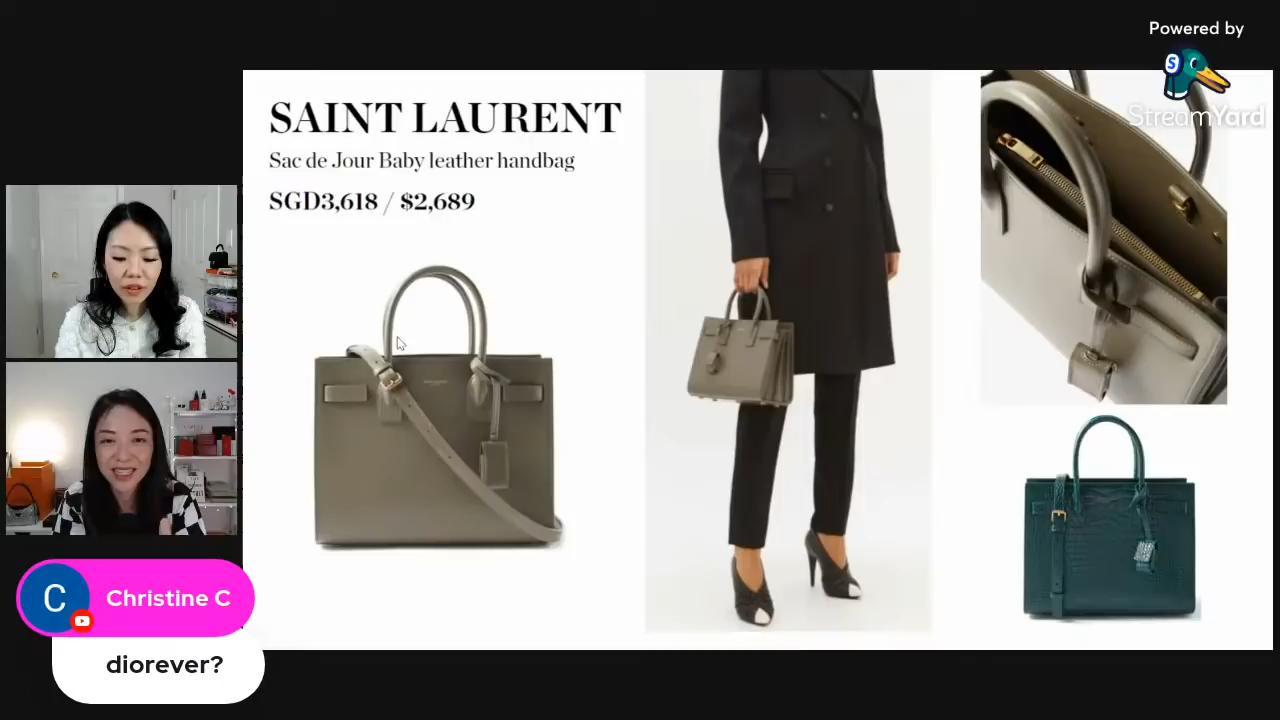 Powered by
S
StreamYard
SAINT LAURENT
Sac de Jour Baby leather handbag
SGD3,618 / $2,689
C
Christine C
diorever?